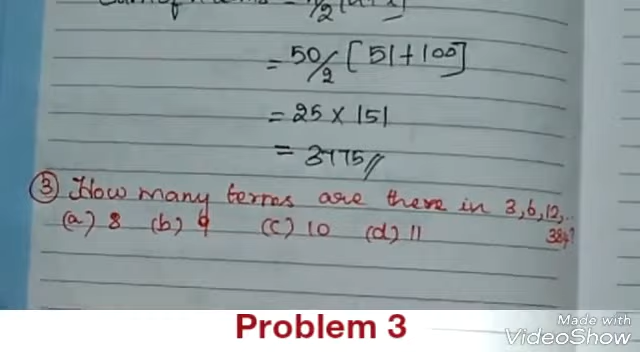 = 50/2 [51+100]
= 25 × 151
= 3775//
③ How many terms are there in 3, 6, 12, ..
(a) 8 (b) 9 (c) 10 (d) 11 384?
Problem 3
Made with
VideoShow